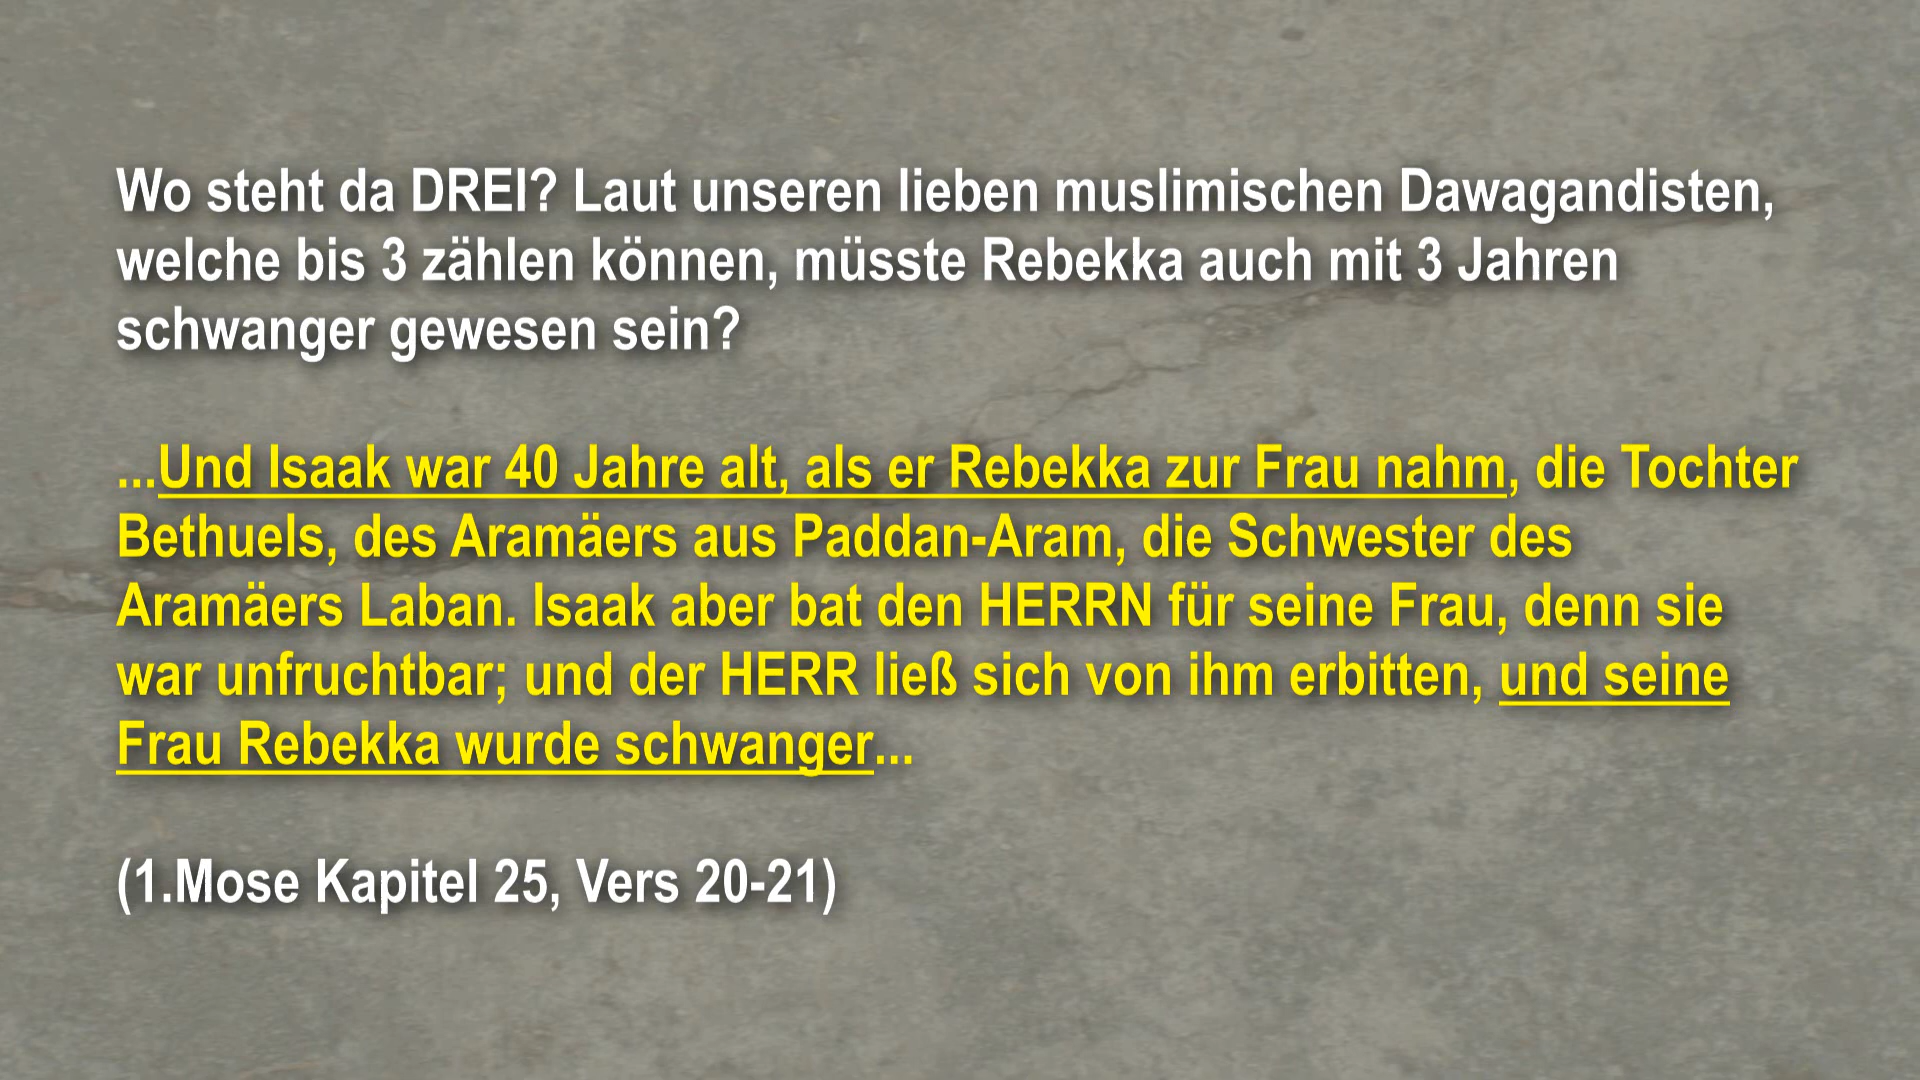 Wo steht da DREI? Laut unseren lieben muslimischen Dawagandisten,
welche bis 3 zählen können, müsste Rebekka auch mit 3 Jahren
schwanger gewesen sein?
...Und Isaak war 40 Jahre alt, als er Rebekka zur Frau nahm, die Tochter
Bethuels, des Aramäers aus Paddan-Aram, die Schwester des
Aramäers Laban. Isaak aber bat den HERRN für seine Frau, denn sie
war unfruchtbar; und der HERR ließ sich von ihm erbitten, und seine
Frau Rebekka wurde schwanger...
(1.Mose Kapitel 25, Vers 20-21)